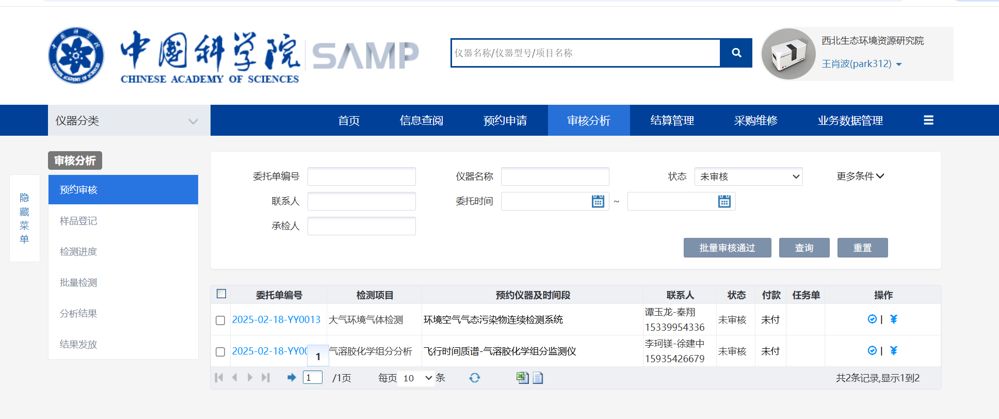 中国科学院
CHINESE ACADEMY OF SCIENCES
SAMP
仪器名称/仪器型号/项目名称
西北生态环境资源研究院
王肖波(park312)
仪器分类
首页 信息查阅 预约申请 审核分析 结算管理 采购维修 业务数据管理
审核分析
隐藏菜单
预约审核
样品登记
检测进度
批量检测
分析结果
结果发放
委托单编号 仪器名称 状态 未审核 更多条件
联系人 委托时间 ~
承检人
批量审核通过 查询 重置
委托单编号 检测项目 预约仪器及时间段 联系人 状态 付款 任务单 操作
2025-02-18-YY0013 大气环境气体检测 环境空气气态污染物连续检测系统 谭玉龙-秦翔 15339954336 未审核 未付 | ¥
2025-02-18-YY00 气溶胶化学组分分析 飞行时间质谱-气溶胶化学组分监测仪 李珂镁-徐建中 15935426679 未审核 未付 | ¥
1
1 /1页 每页 10 条 共2条记录,显示1到2